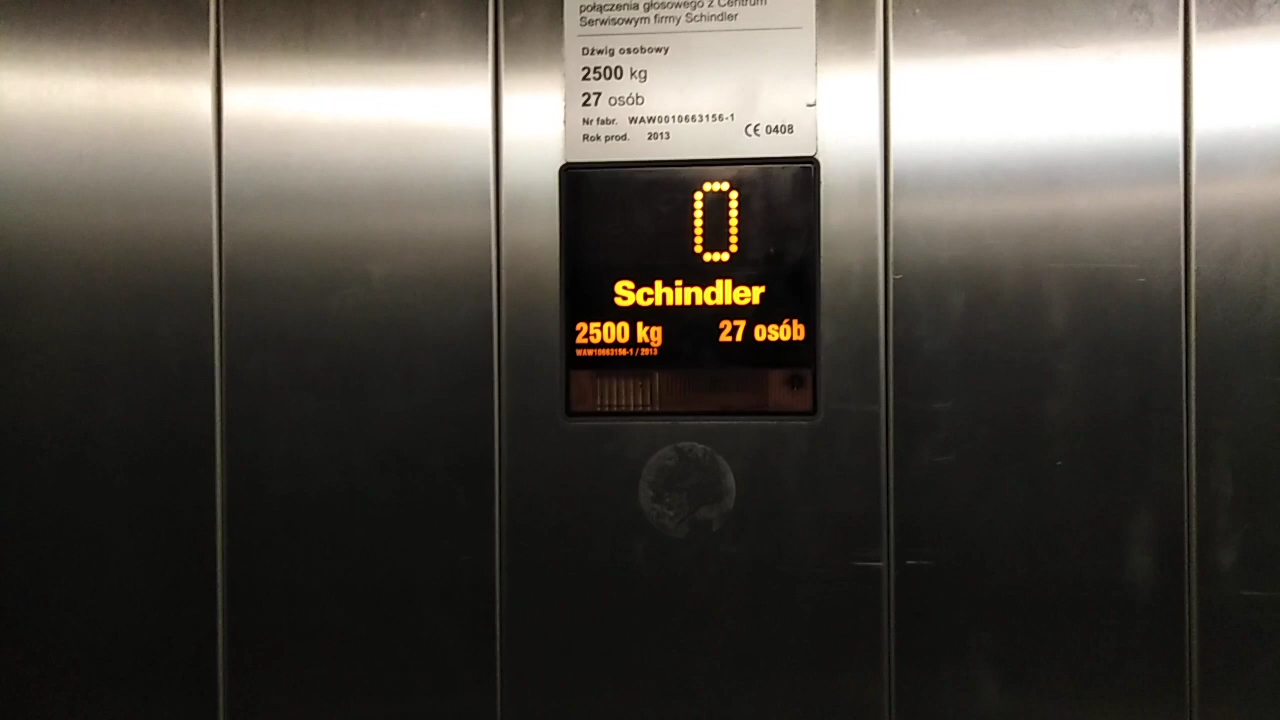 połączenia głosowego z Centrum
Serwisowym firmy Schindler
Dźwig osobowy
2500 kg
27 osób
Nr fabr. WAW0010663156-1
Rok prod. 2013 CE 0408
0
Schindler
2500 kg 27 osób
WAW10663156-1 / 2013